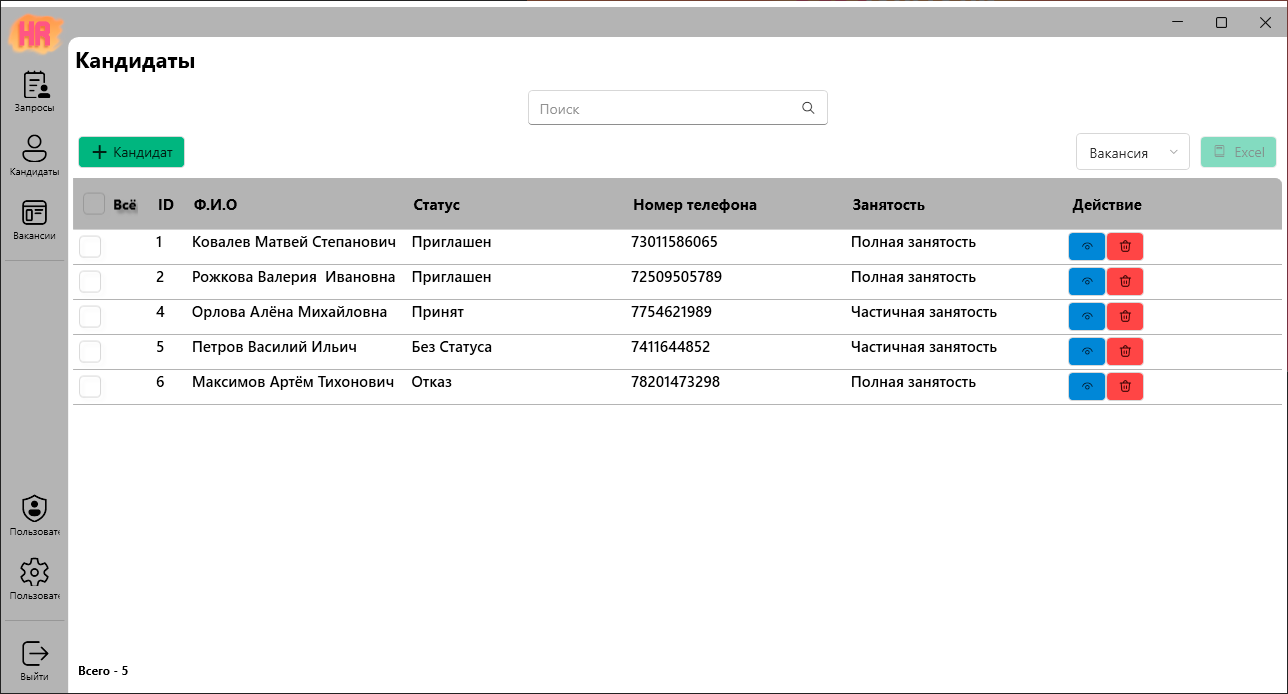 HR
Запросы
Кандидаты
Вакансии
Пользовате
Пользовате
Выйти
Кандидаты
Поиск
Кандидат
Вакансия
Excel
Всё ID Ф.И.О Статус Номер телефона Занятость Действие
1 Ковалев Матвей Степанович Приглашен 73011586065 Полная занятость
2 Рожкова Валерия  Ивановна Приглашен 72509505789 Полная занятость
4 Орлова Алёна Михайловна Принят 7754621989 Частичная занятость
5 Петров Василий Ильич Без Статуса 7411644852 Частичная занятость
6 Максимов Артём Тихонович Отказ 78201473298 Полная занятость
Всего - 5